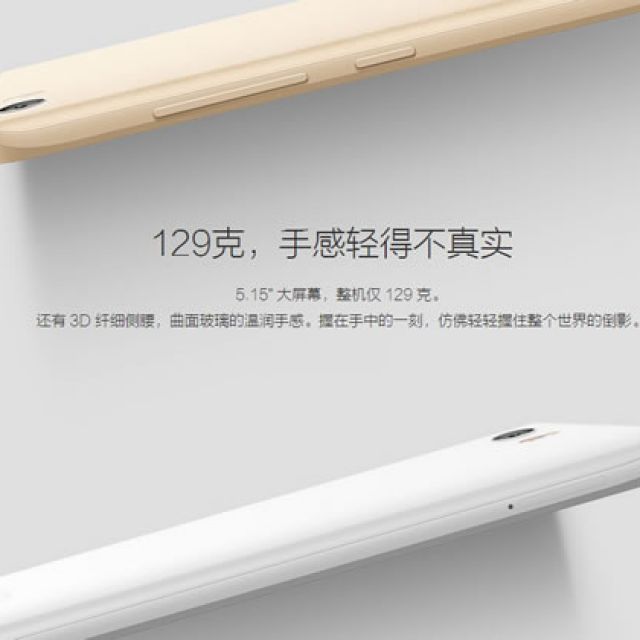 129克，手感轻得不真实
5.15" 大屏幕，整机仅 129 克。
还有 3D 纤细侧腰，曲面玻璃的温润手感。握在手中的一刻，仿佛轻轻握住整个世界的倒影。